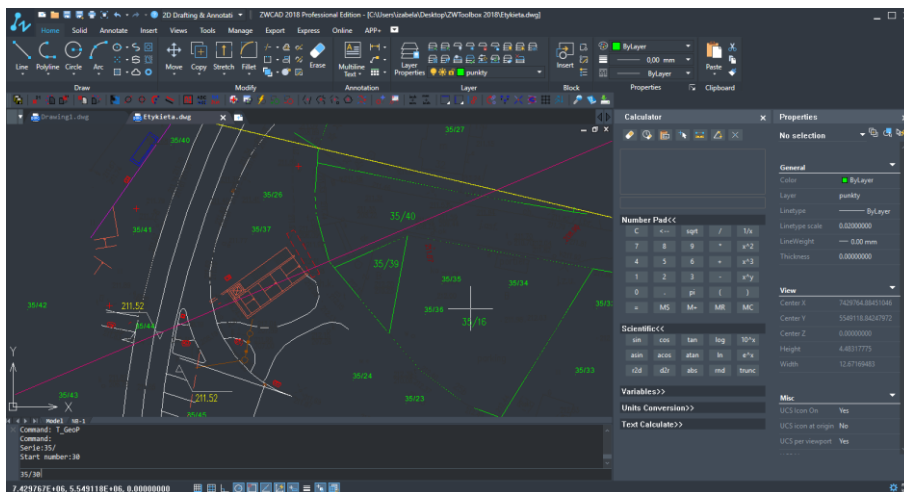 2D Drafting & Annotati
ZWCAD 2018 Professional Edition - [C:\Users\izabela\Desktop\ZWToolbox 2018\Etykieta.dwg]
Home Solid Annotate Insert View Tools Manage Export Express Online APP+
Line Polyline Circle Arc
Move Copy Stretch Fillet Erase
Multiline Text
Layer Properties
punkty
Insert
ByLayer
0,00 mm
ByLayer
Paste
Draw Modify Annotation Layer Block Properties Clipboard
Drawing1.dwg Etykieta.dwg
35/40
35/27
35/26
35/40
35/41
35/37
35/39
35/35
35/34
35/42
211.52
35/44
35/16
35/24
35/33
35/43
211.52
35/23
35/45
Y
X
Model
Command: T_GeoP
Command:
Serie:35/
Start number:30
35/30
7.429767E+06, 5.549118E+06, 0.00000000
Calculator
Number Pad<<
C <-- sqrt / 1/x
7 8 9 * x^2
4 5 6 + x^3
1 2 3 - x^y
0 . pi ( )
= MS M+ MR MC
Scientific<<
sin cos tan log 10^x
asin acos atan ln e^x
r2d d2r abs rnd trunc
Variables>>
Units Conversion>>
Text Calculate>>
Properties
No selection
General
Color ByLayer
Layer punkty
Linetype ByLayer
Linetype scale 0.02000000
LineWeight 0.00 mm
Thickness 0.00000000
View
Center X 7429764.88431046
Center Y 5549118.84247972
Center Z 0.00000000
Height 4.48317775
Width 12.67169483
Misc
UCS Icon On Yes
UCS icon at origin No
UCS per viewport Yes